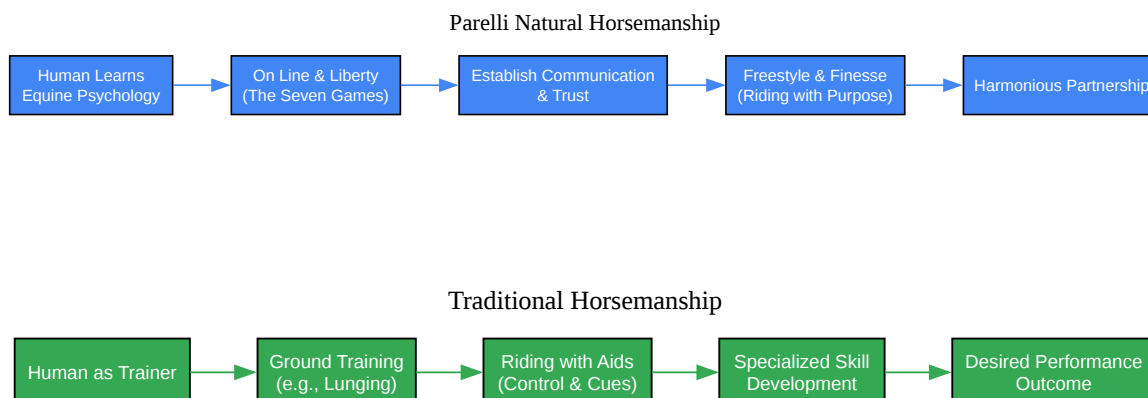 Parelli Natural Horsemanship
Human Learns
Equine Psychology
On Line & Liberty
(The Seven Games)
Establish Communication
& Trust
Freestyle & Finesse
(Riding with Purpose)
Harmonious Partnership
Traditional Horsemanship
Human as Trainer
Ground Training
(e.g., Lunging)
Riding with Aids
(Control & Cues)
Specialized Skill
Development
Desired Performance
Outcome